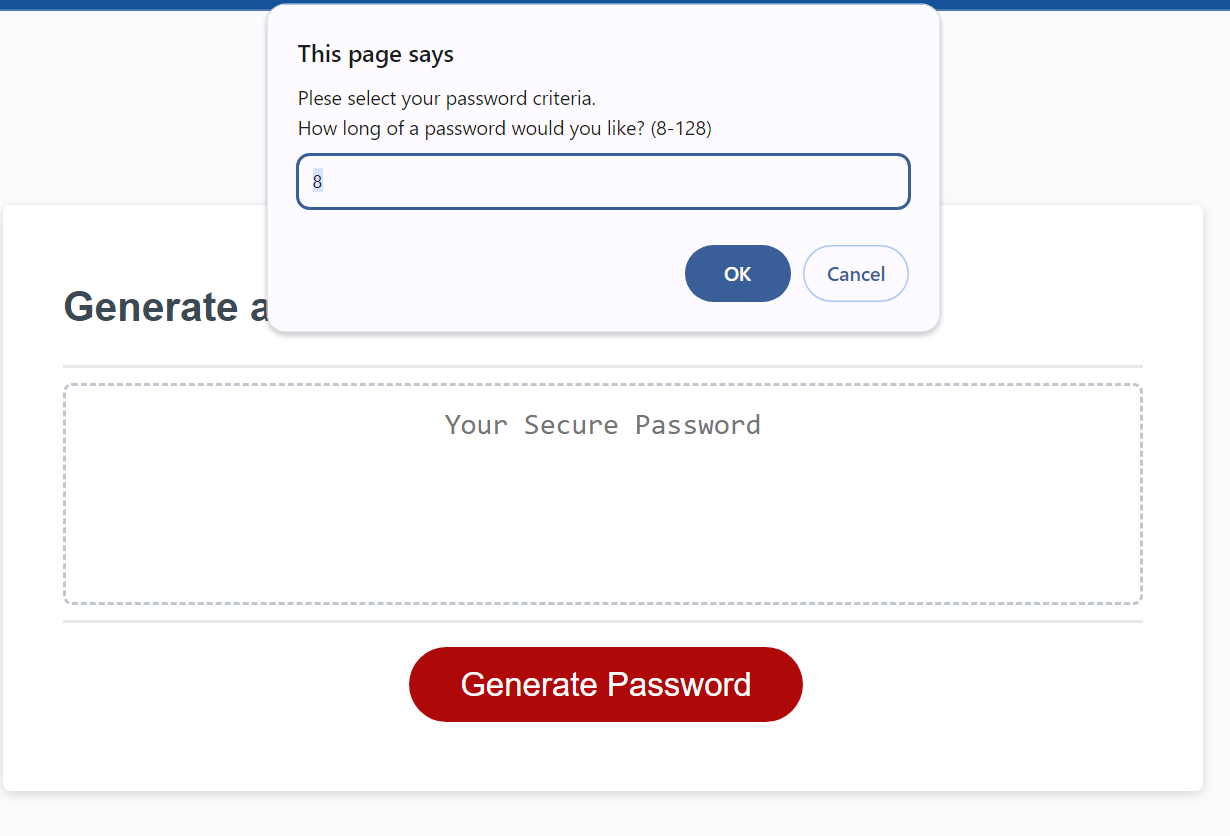 This page says
Plese select your password criteria.
How long of a password would you like? (8-128)
8
OK
Cancel
Generate a
Your Secure Password
Generate Password